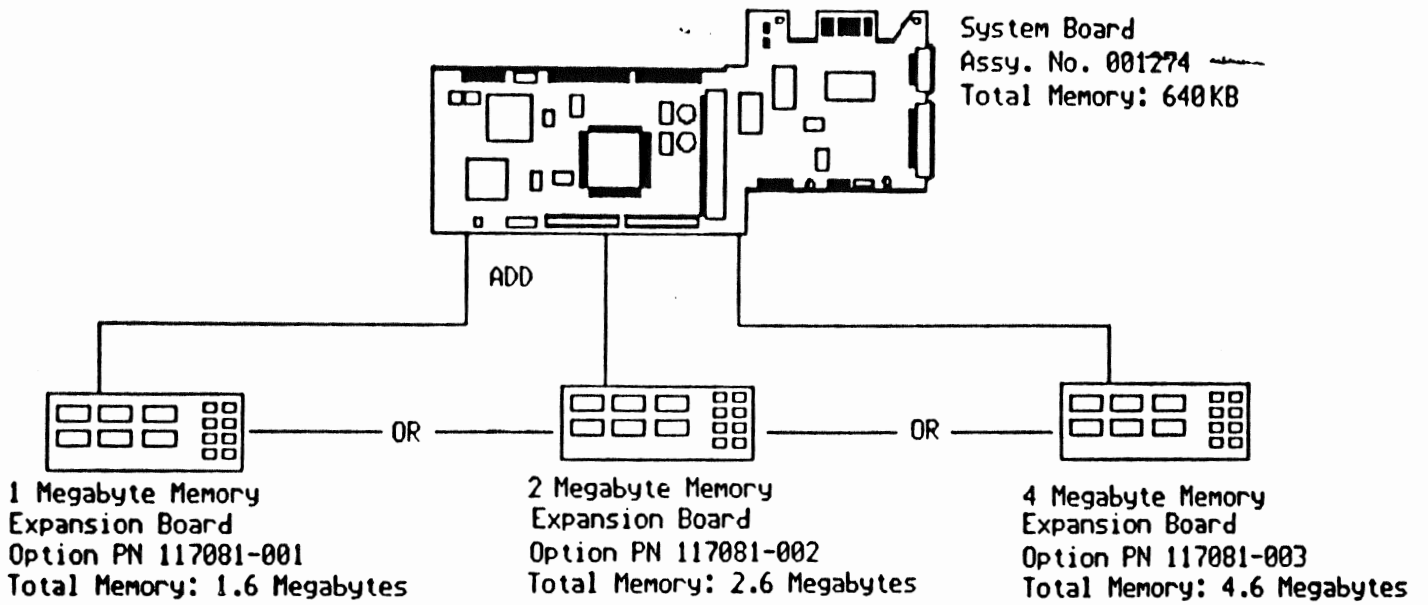 System Board
Assy. No. 001274
Total Memory: 640KB
ADD
OR
OR
1 Megabyte Memory
Expansion Board
Option PN 117081-001
Total Memory: 1.6 Megabytes
2 Megabyte Memory
Expansion Board
Option PN 117081-002
Total Memory: 2.6 Megabytes
4 Megabyte Memory
Expansion Board
Option PN 117081-003
Total Memory: 4.6 Megabytes